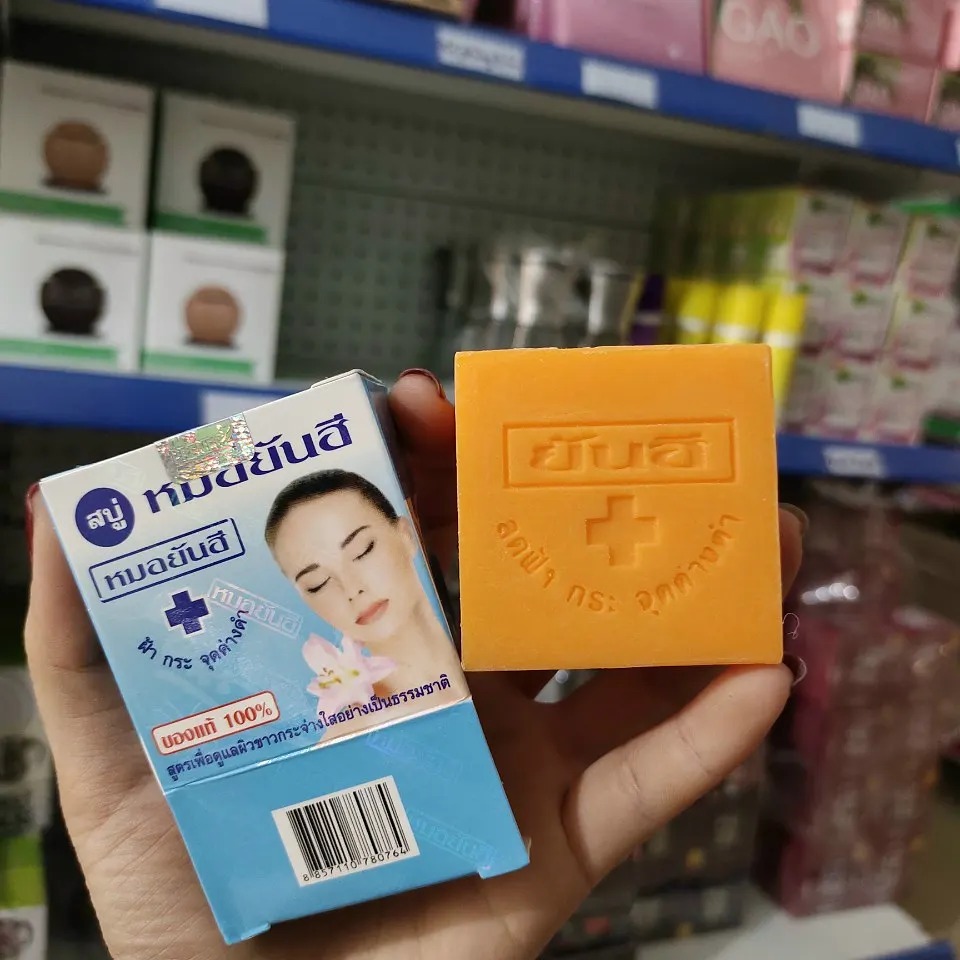 GAO
สบู่
หมอยันฮี
หมอยันฮี
หมอยันฮี
ฝ้า กระ จุดด่างดำ
ของแท้ 100%
สูตรเพื่อดูแลผิวขาวกระจ่างใสอย่างเป็นธรรมชาติ
8 857110 780764
ยันฮี
ลดฝ้า กระ จุดด่างดำ